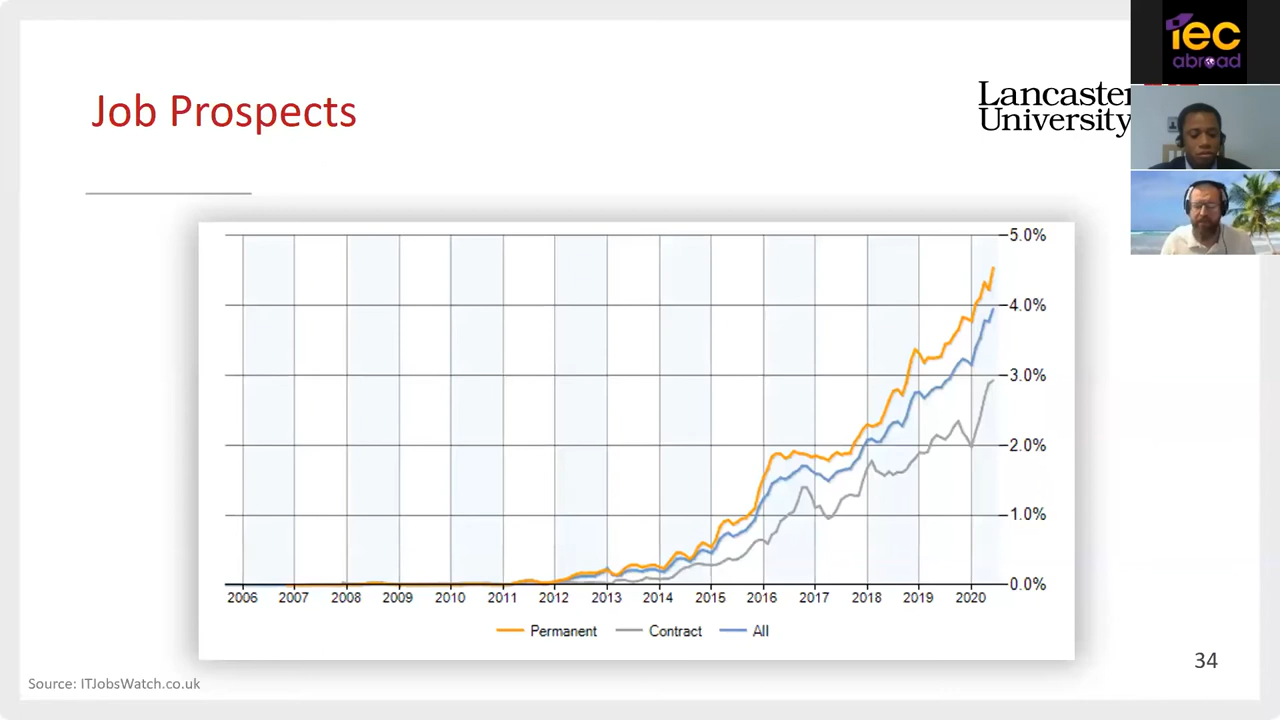 iec
abroad
Job Prospects
Lancaster
University
5.0%
4.0%
3.0%
2.0%
1.0%
0.0%
2006 2007 2008 2009 2010 2011 2012 2013 2014 2015 2016 2017 2018 2019 2020
Permanent Contract All
34
Source: ITJobsWatch.co.uk